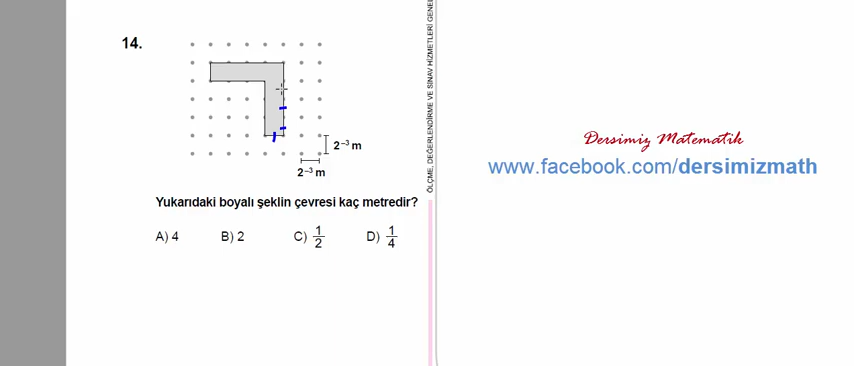 14.
2⁻³ m
2⁻³ m
Yukarıdaki boyalı şeklin çevresi kaç metredir?
A) 4 B) 2 C) 1/2 D) 1/4
ÖLÇME, DEĞERLENDİRME VE SINAV HİZMETLERİ GENEL
Dersimiz Matematik
www.facebook.com/dersimizmath